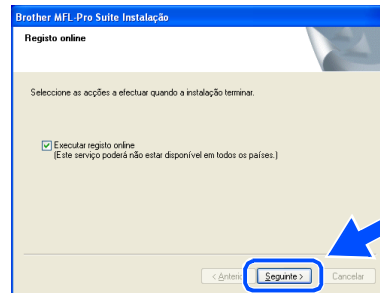 Brother MFL-Pro Suite Instalação
Registo online
Seleccione as acções a efectuar quando a instalação terminar.
Executar registo online
(Este serviço poderá não estar disponível em todos os países.)
< Anterior Seguinte > Cancelar